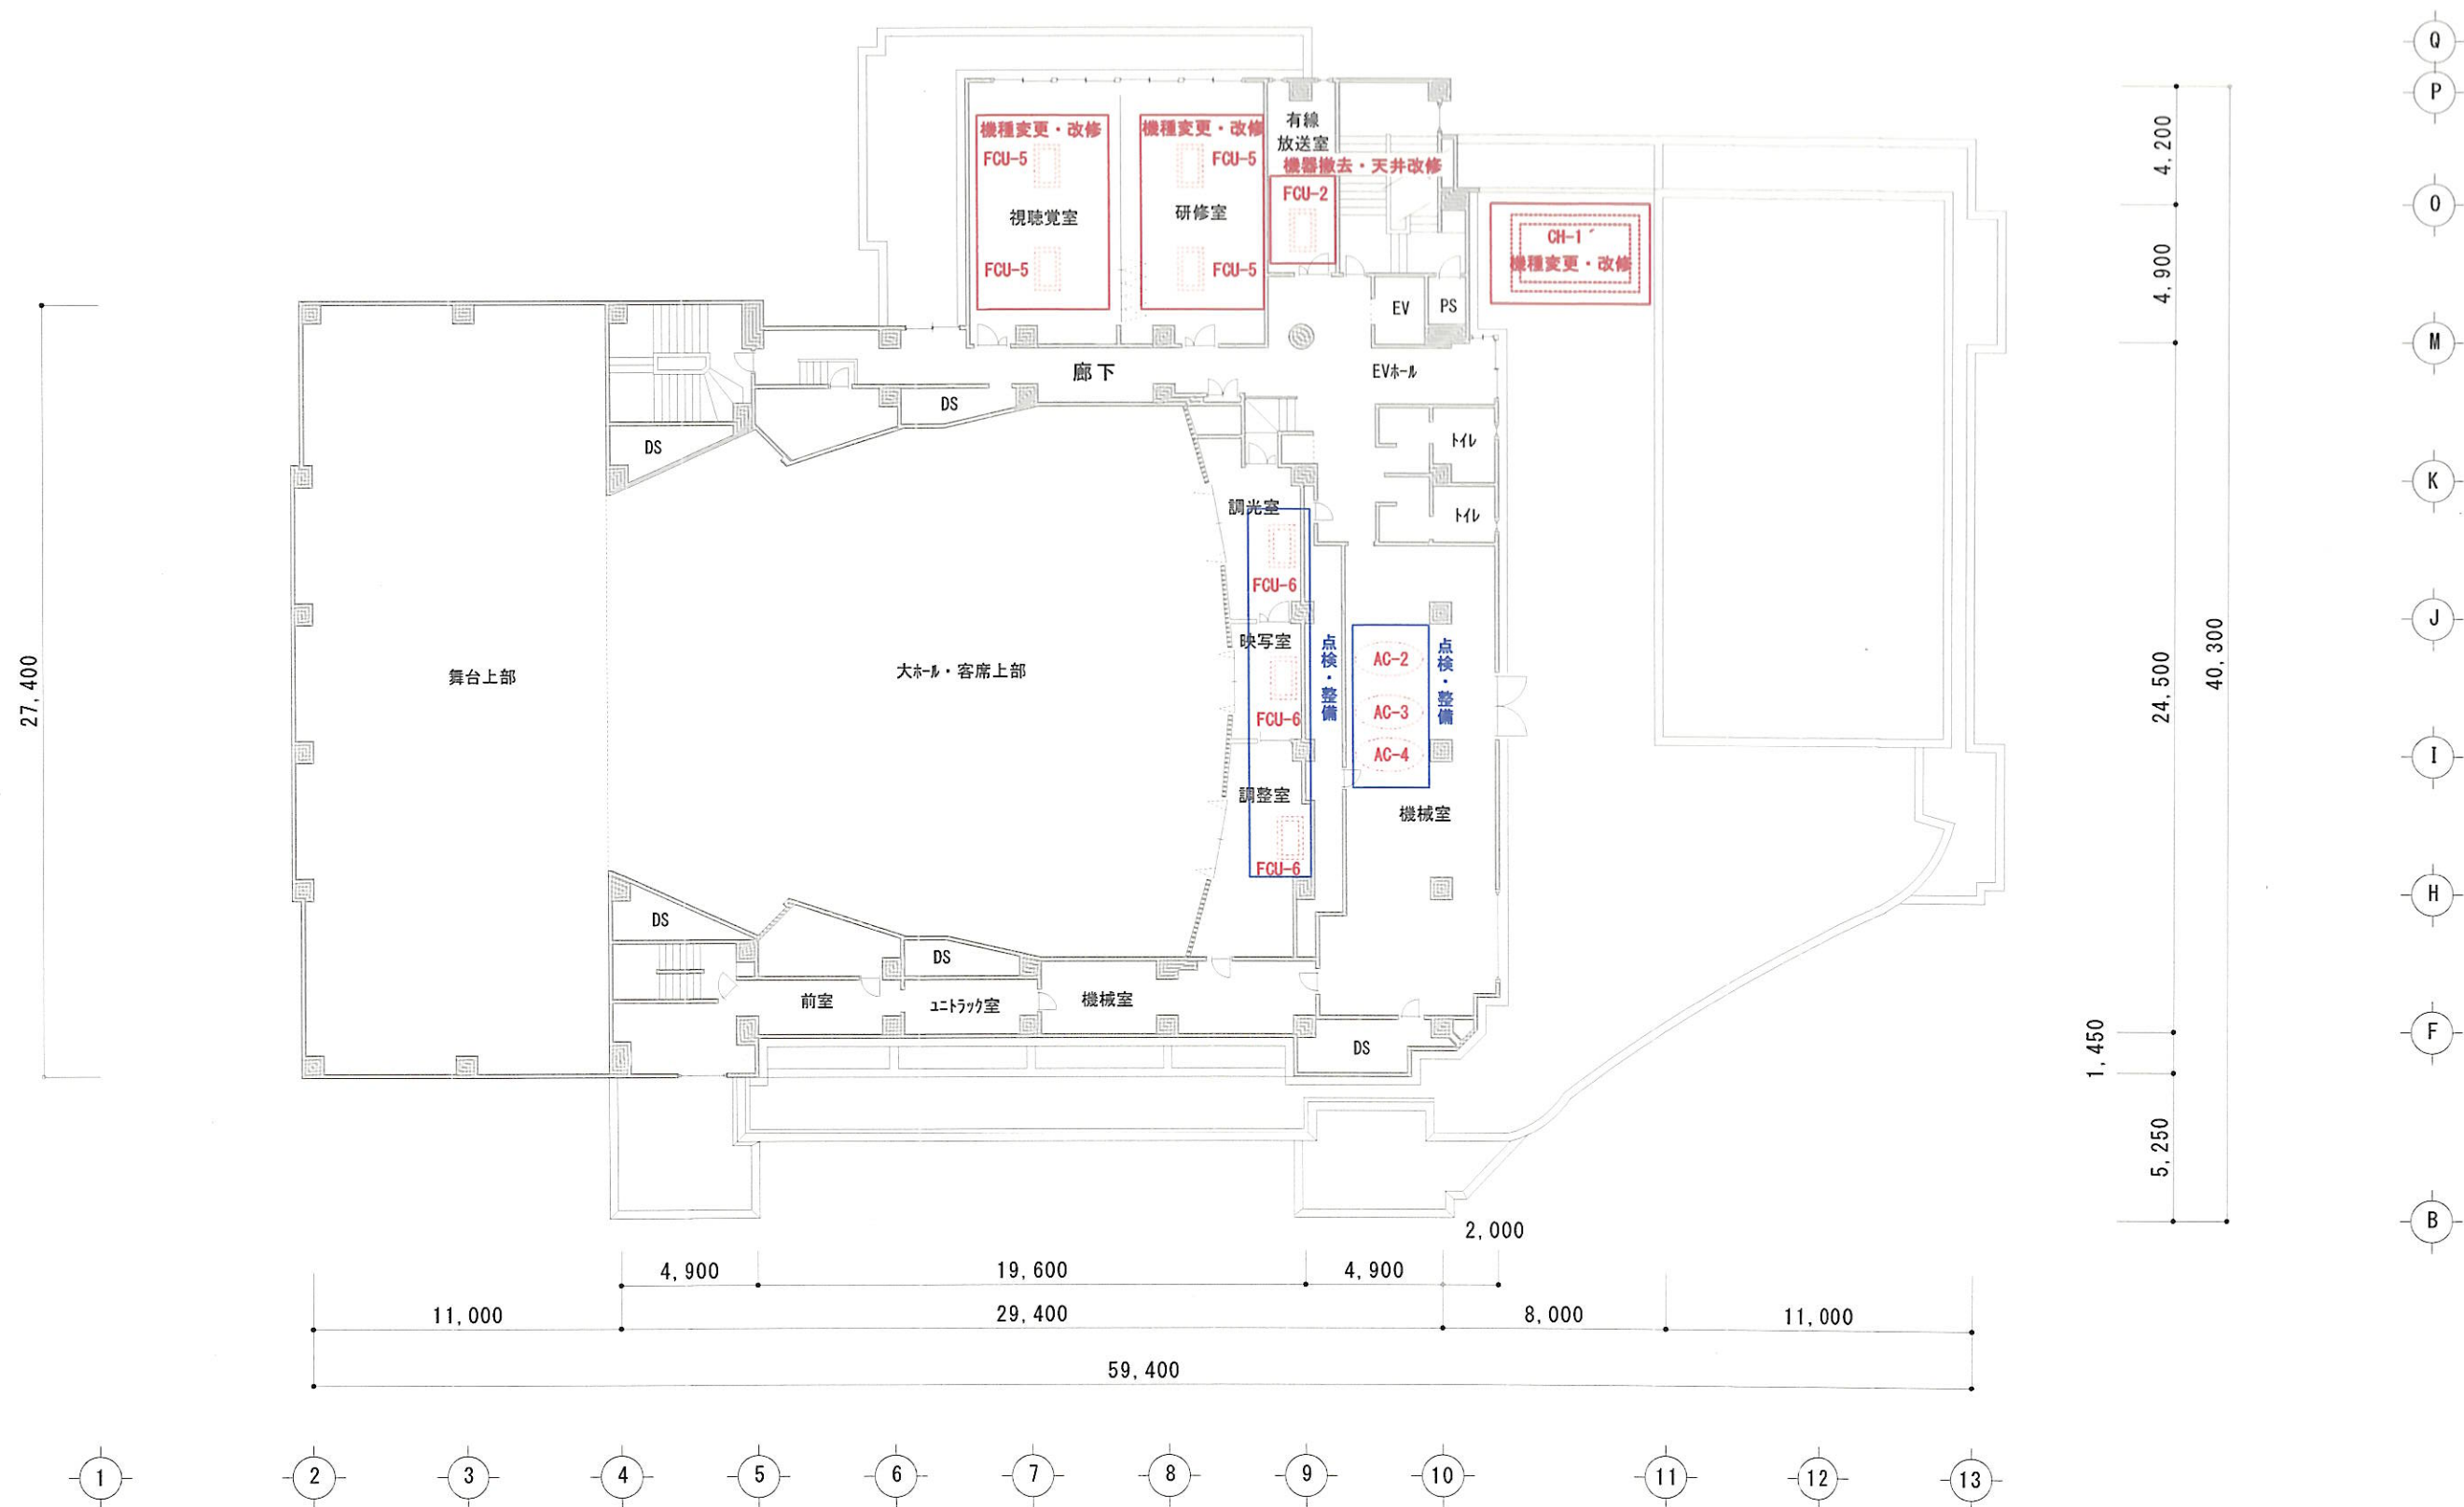 Q
P
機種変更・改修
機種変更・改修
有線
放送室
4,200
FCU-5
FCU-5
機器撤去・天井改修
FCU-2
視聴覚室
研修室
O
CH-1´
機種変更・改修
FCU-5
FCU-5
4,900
EV
PS
M
廊下
EVホール
DS
DS
トイレ
K
調光室
トイレ
FCU-6
J
映写室
点検・整備
AC-2
点検・整備
27,400
舞台上部
大ホール・客席上部
24,500
40,300
FCU-6
AC-3
AC-4
I
調整室
機械室
FCU-6
H
DS
DS
前室
ユニトラック室
機械室
F
DS
1,450
5,250
B
2,000
4,900
19,600
4,900
11,000
29,400
8,000
11,000
59,400
1
2
3
4
5
6
7
8
9
10
11
12
13